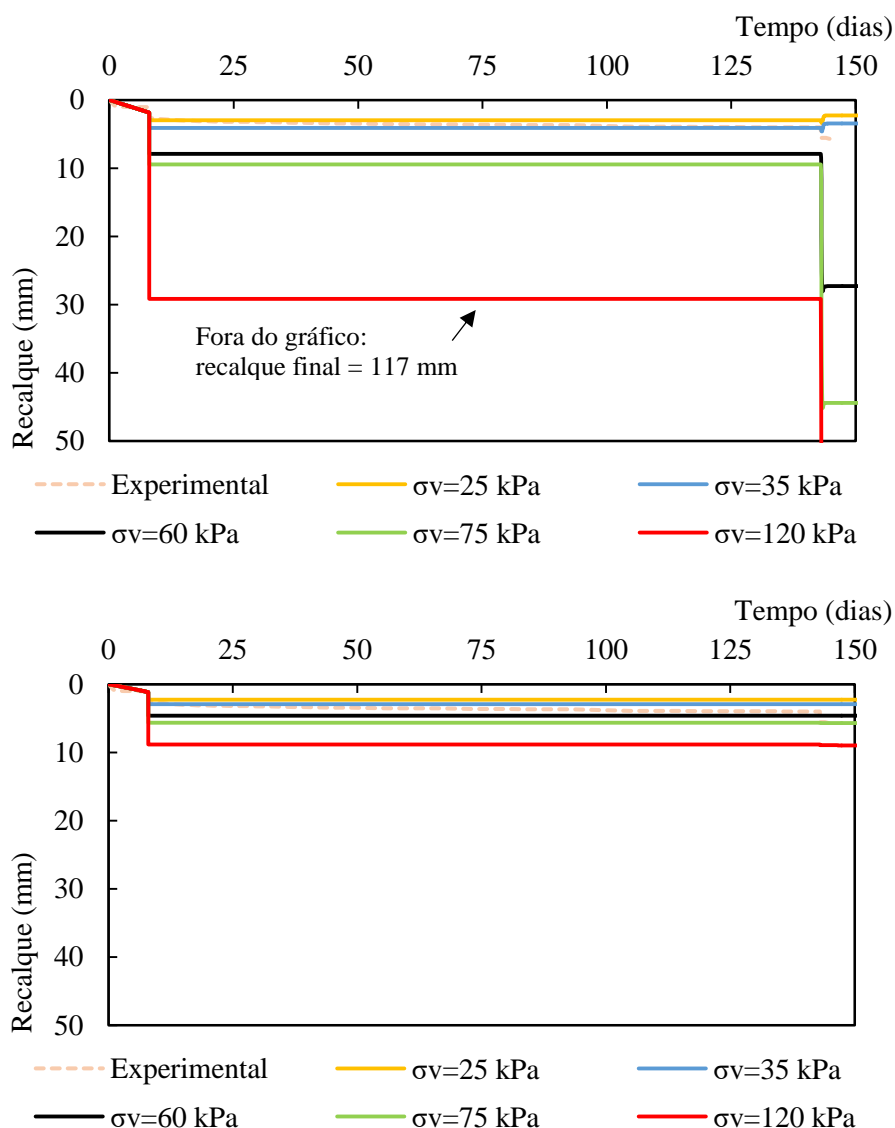 Tempo (dias)
0 25 50 75 100 125 150
0
10
20
30
40
50
Recalque (mm)
Fora do gráfico:
recalque final = 117 mm
Experimental σv=25 kPa σv=35 kPa
σv=60 kPa σv=75 kPa σv=120 kPa
Tempo (dias)
0 25 50 75 100 125 150
0
10
20
30
40
50
Recalque (mm)
Experimental σv=25 kPa σv=35 kPa
σv=60 kPa σv=75 kPa σv=120 kPa